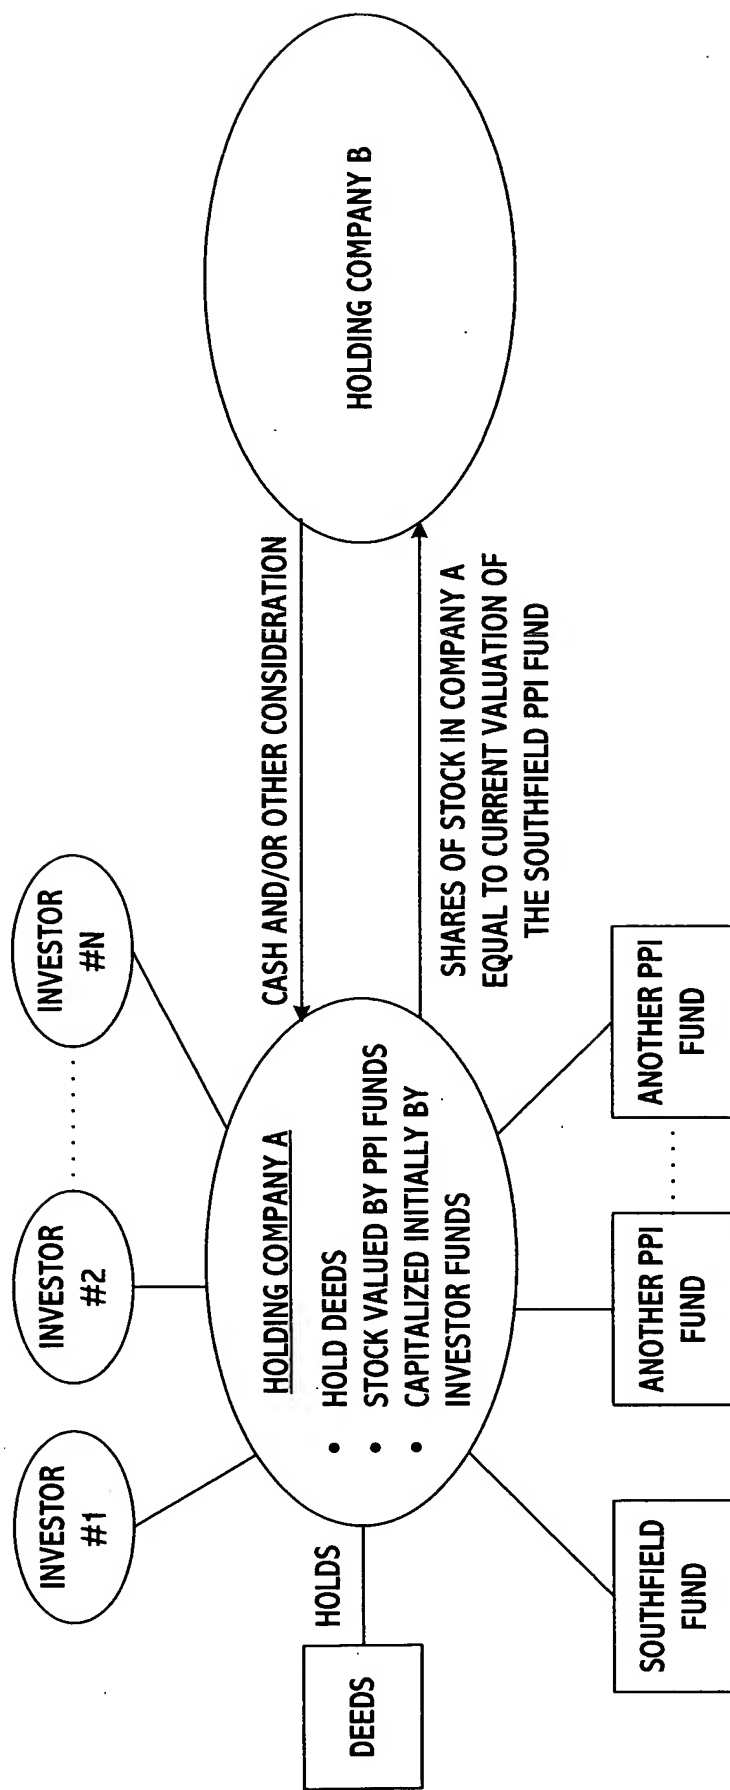 INVESTOR
#1
INVESTOR
#2
. . . . . . . .
INVESTOR
#N
DEEDS
HOLDS
HOLDING COMPANY A
• HOLD DEEDS
• STOCK VALUED BY PPI FUNDS
• CAPITALIZED INITIALLY BY
INVESTOR FUNDS
CASH AND/OR OTHER CONSIDERATION
SHARES OF STOCK IN COMPANY A
EQUAL TO CURRENT VALUATION OF
THE SOUTHFIELD PPI FUND
HOLDING COMPANY B
SOUTHFIELD
FUND
ANOTHER PPI
FUND
. . . . .
ANOTHER PPI
FUND